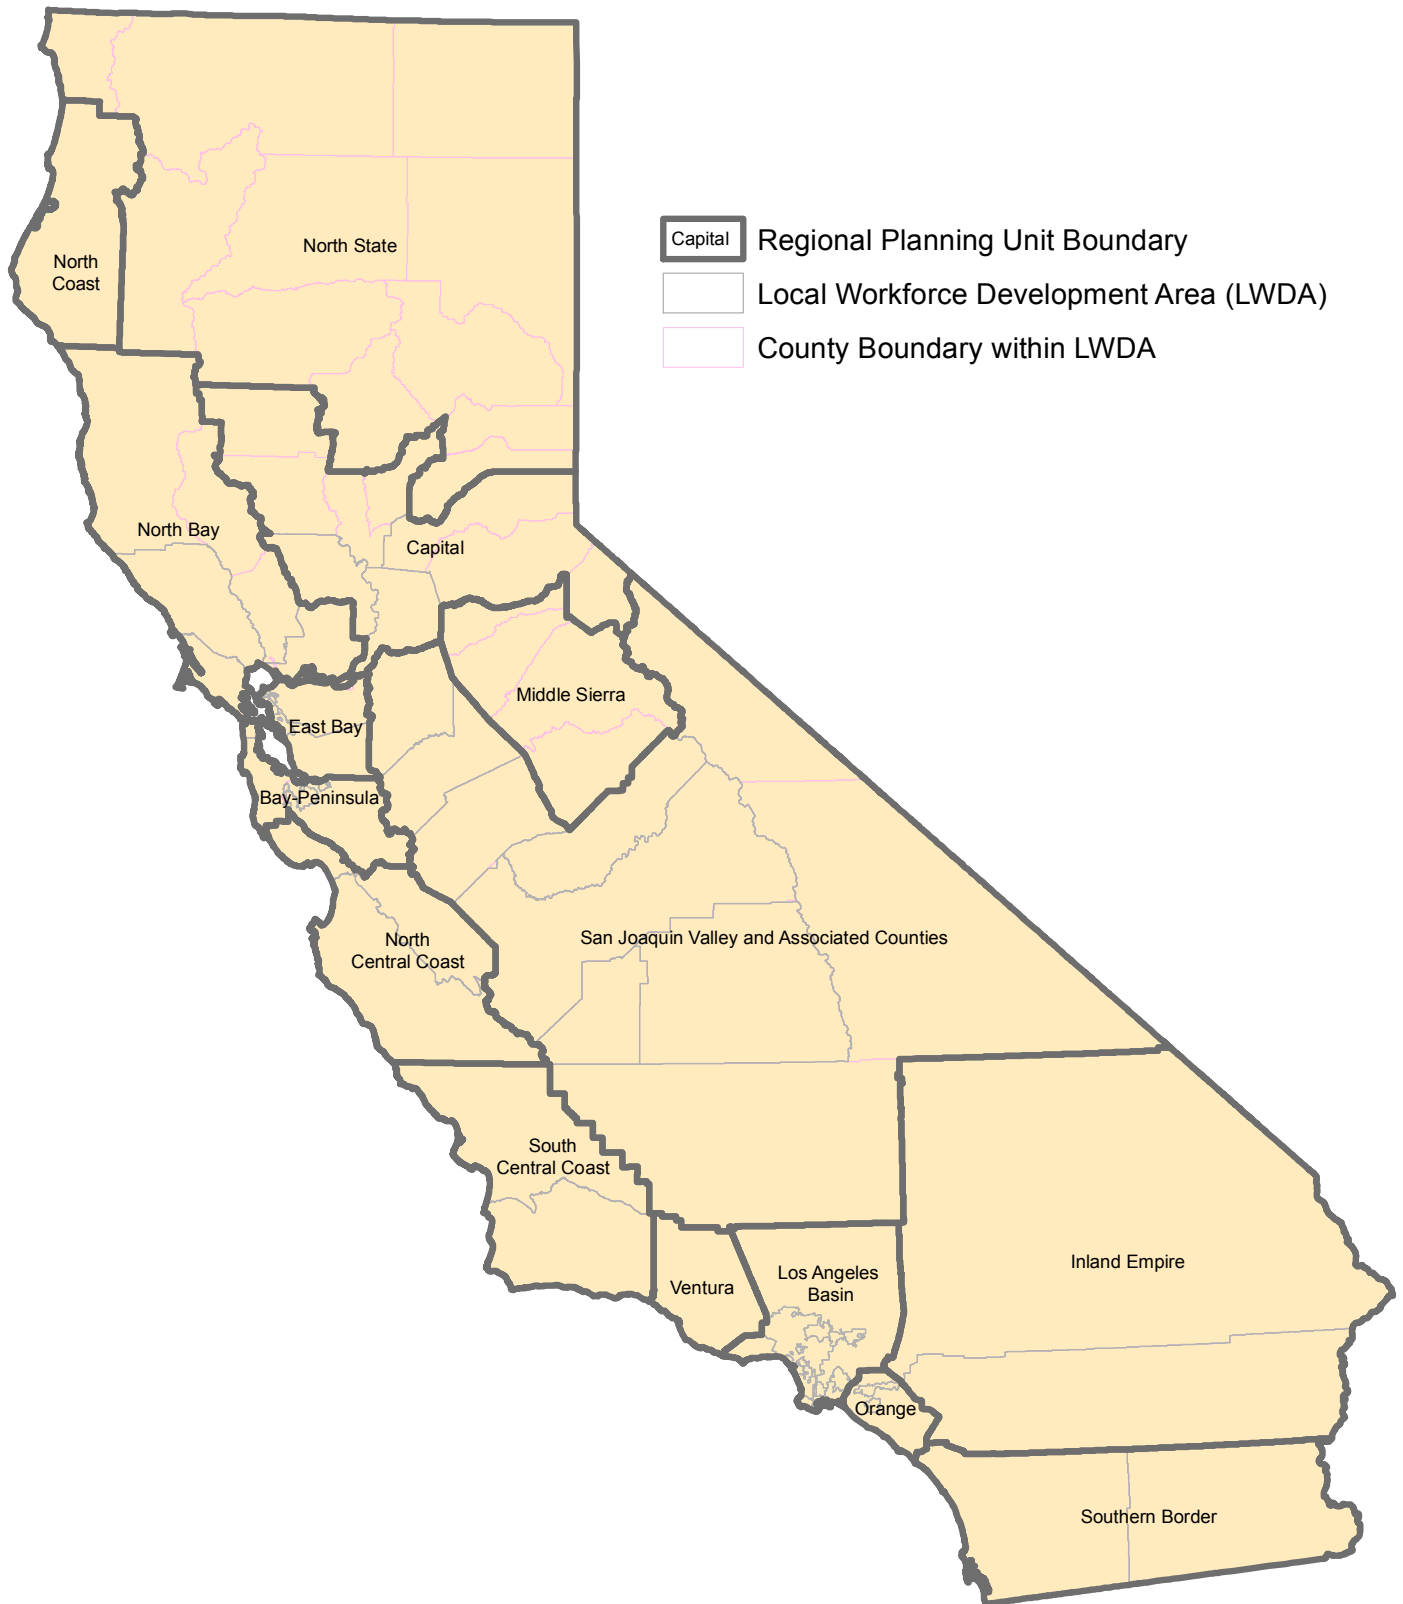 North State
Capital
Regional Planning Unit Boundary
North
Coast
Local Workforce Development Area (LWDA)
County Boundary within LWDA
North Bay
Capital
Middle Sierra
East Bay
Bay-Peninsula
North
Central Coast
San Joaquin Valley and Associated Counties
South
Central Coast
Inland Empire
Ventura
Los Angeles
Basin
Orange
Southern Border